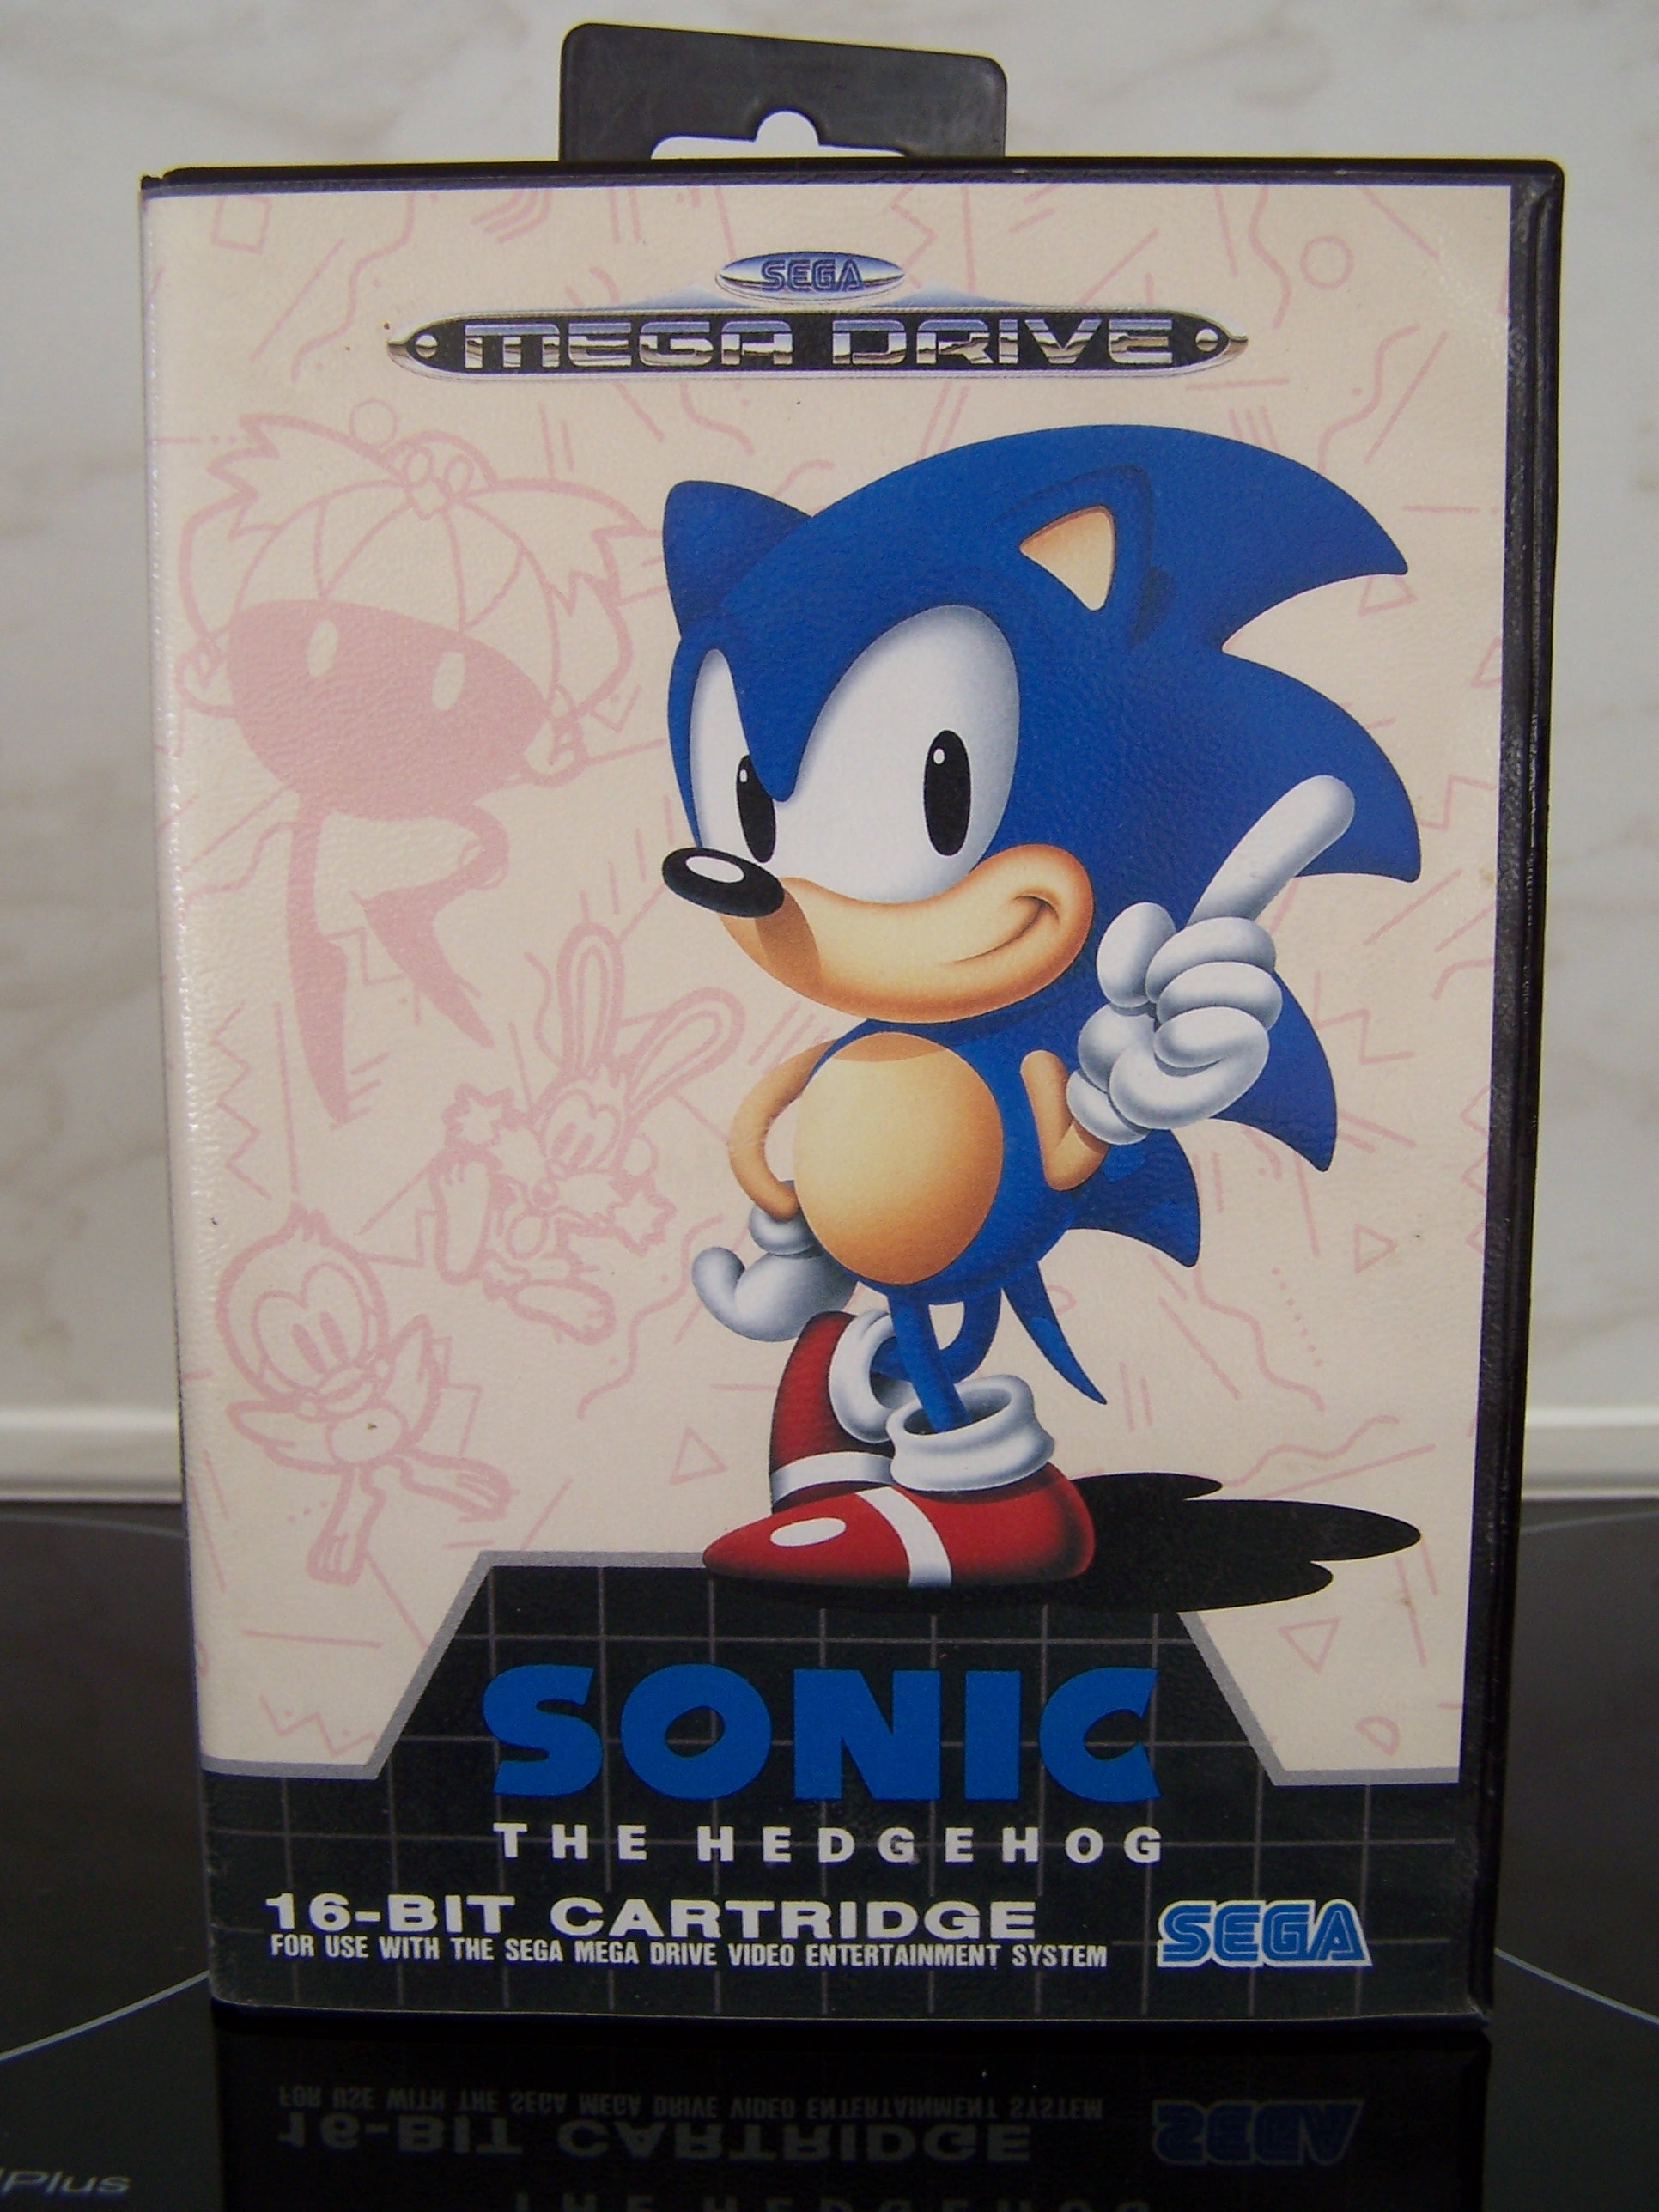 SEGA
MEGA DRIVE
SONIC
THE HEDGEHOG
16-BIT CARTRIDGE
FOR USE WITH THE SEGA MEGA DRIVE VIDEO ENTERTAINMENT SYSTEM
SEGA
Plus